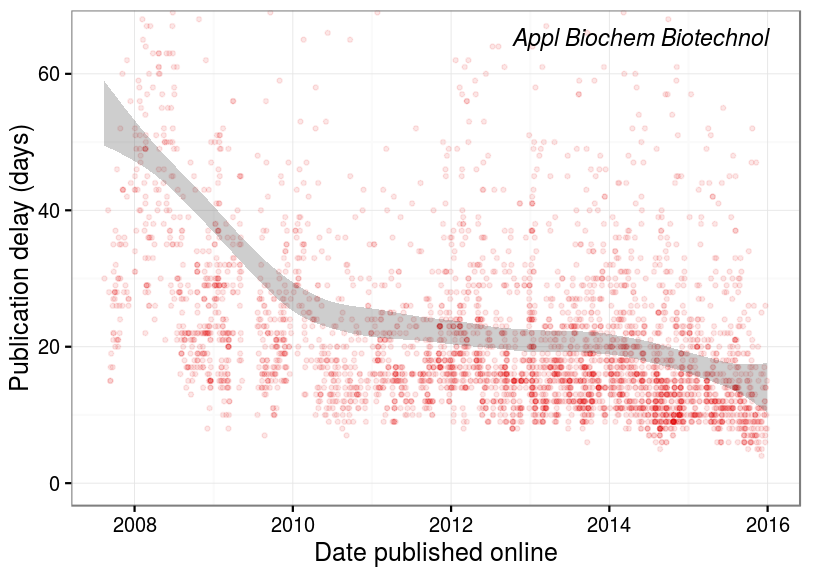 Appl Biochem Biotechnol
Publication delay (days)
60
40
20
0
2008 2010 2012 2014 2016
Date published online